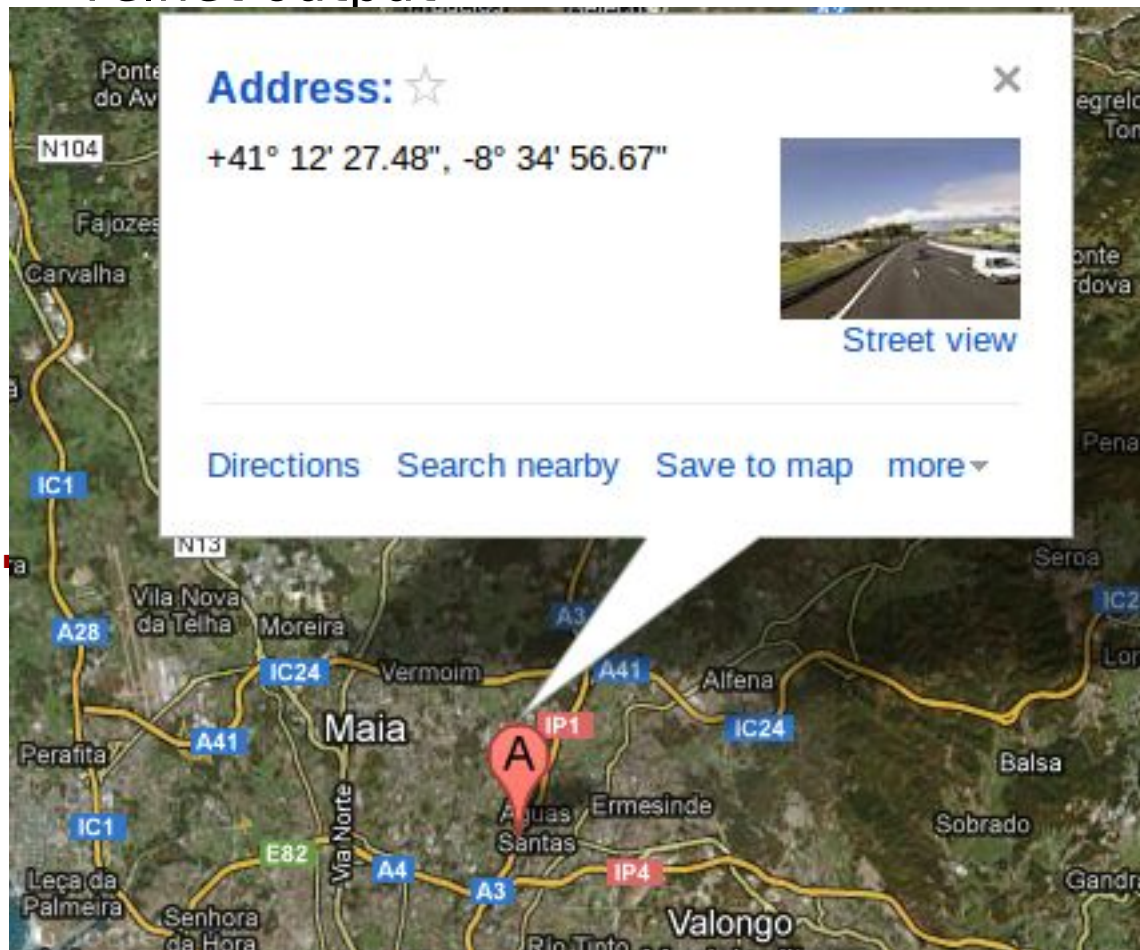 Address:
+41° 12' 27.48", -8° 34' 56.67"
Street view
Directions Search nearby Save to map more
Ponte
do Av
N104
Fajozes
Carvalha
IC1
N13
Vila Nova
da Telha
Moreira
A28
IC24
Vermoim
A3
A41
Alfena
Seroa
IC2
Maia
IP1
IC24
A41
Perafita
A
Balsa
Águas
Santas
Ermesinde
Sobrado
IC1
Via Norte
E82
A4
A3
IP4
Leça da
Palmeira
Senhora
da Hora
Valongo
Rio Tinto
Gandr
Pena